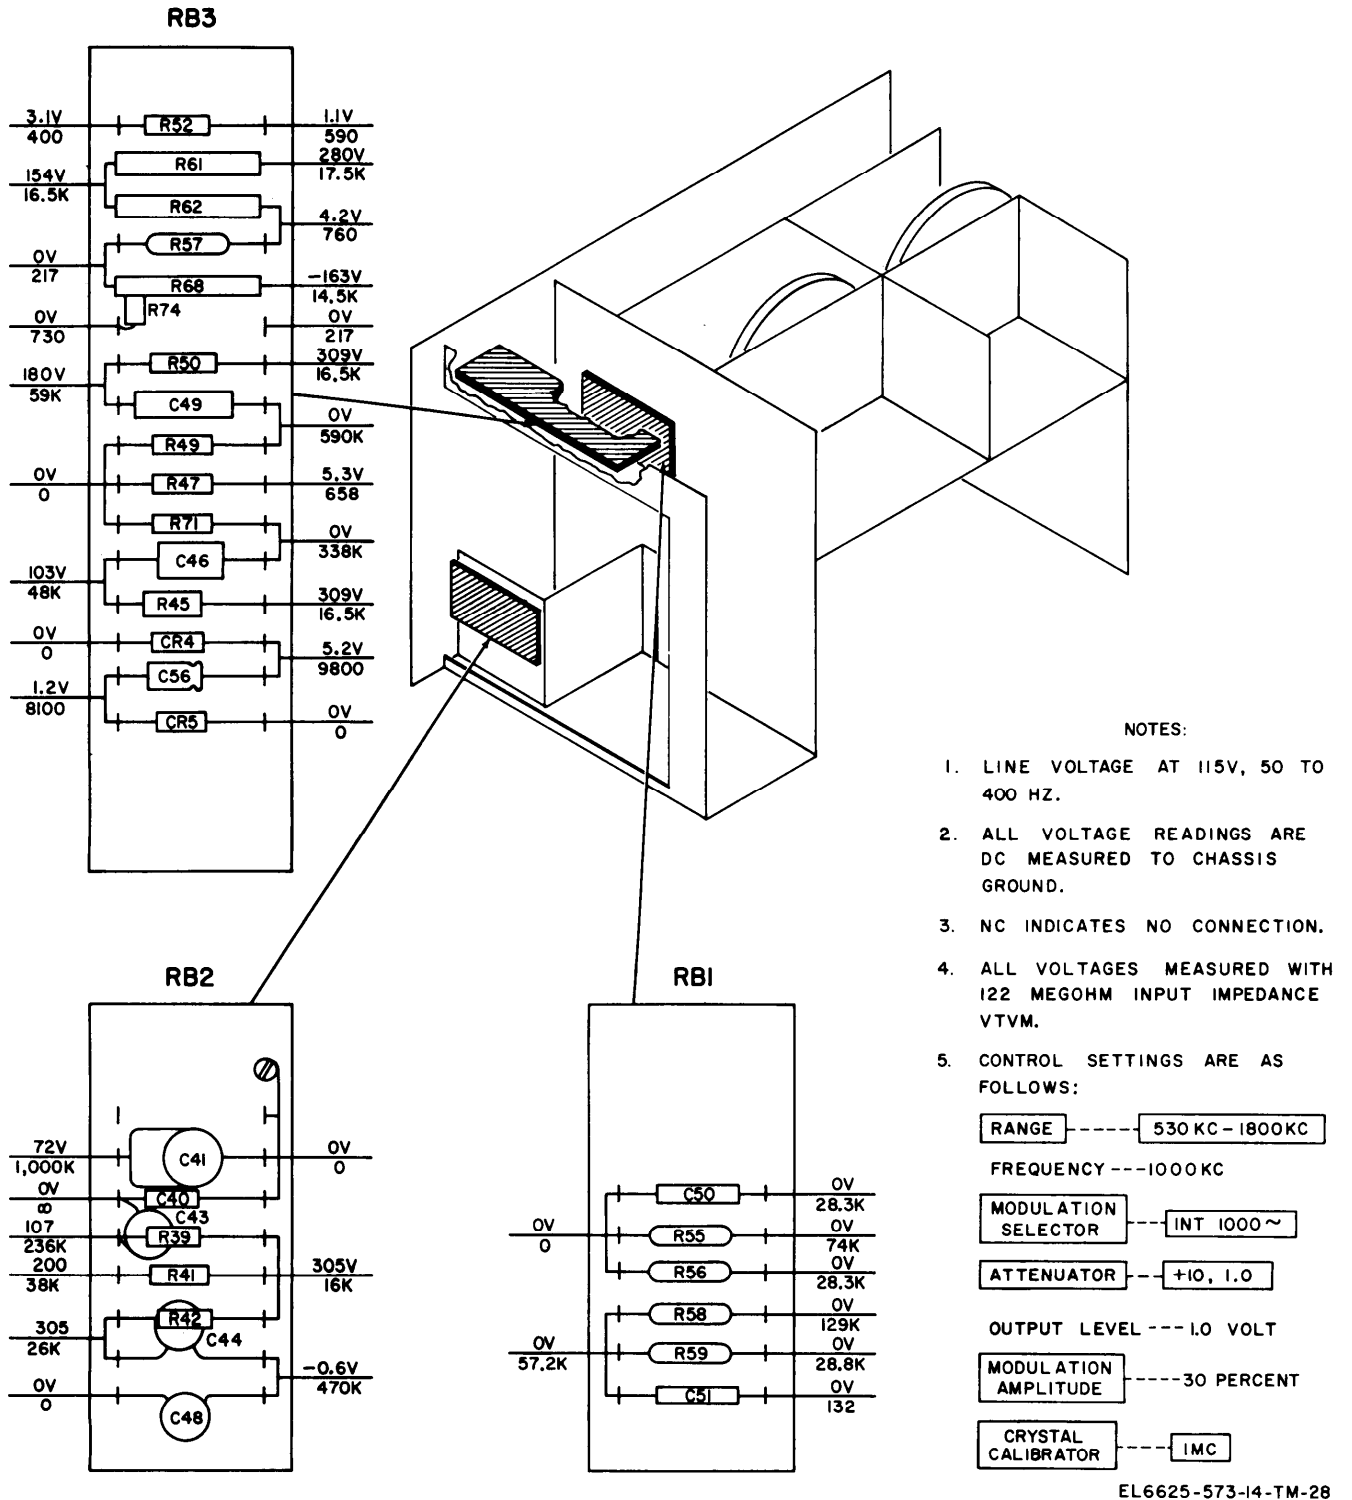 RB3
3.1V
400
R52
1.1V
590
R61
280V
17.5K
154V
16.5K
R62
4.2V
760
R57
0V
217
R68
-163V
14.5K
R74
0V
730
0V
217
R50
309V
16.5K
180V
59K
C49
0V
590K
R49
0V
0
R47
5.3V
658
R71
0V
338K
C46
103V
48K
R45
309V
16.5K
0V
0
CR4
5.2V
9800
C56
1.2V
8100
CR5
0V
0
RB2
72V
1,000K
C41
0V
0
0V
∞
C40
C43
107
236K
R39
200
38K
R41
305V
16K
R42
C44
305
26K
-0.6V
470K
0V
0
C48
RB1
C50
0V
28.3K
0V
0
R55
0V
74K
R56
0V
28.3K
R58
0V
129K
0V
57.2K
R59
0V
28.8K
C51
0V
132
NOTES:
1. LINE VOLTAGE AT 115V, 50 TO
400 HZ.
2. ALL VOLTAGE READINGS ARE
DC MEASURED TO CHASSIS
GROUND.
3. NC INDICATES NO CONNECTION.
4. ALL VOLTAGES MEASURED WITH
122 MEGOHM INPUT IMPEDANCE
VTVM.
5. CONTROL SETTINGS ARE AS
FOLLOWS:
RANGE ------ 530 KC-1800KC
FREQUENCY ---1000 KC
MODULATION
SELECTOR ---- INT 1000~
ATTENUATOR ---- +10, 1.0
OUTPUT LEVEL --- 1.0 VOLT
MODULATION
AMPLITUDE -----30 PERCENT
CRYSTAL
CALIBRATOR ---- 1MC
EL6625-573-14-TM-28